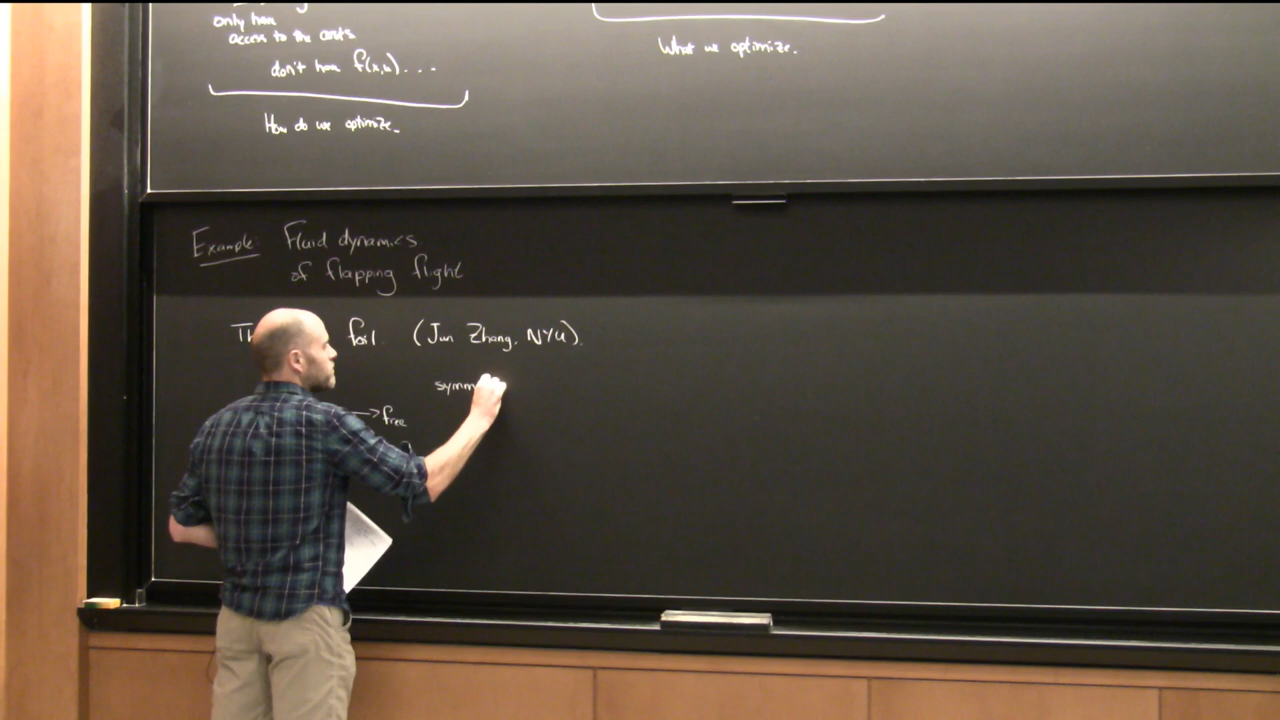 only have
access to the costs
don't have f(x,u)...
How do we optimize.
What we optimize.
Example: Fluid dynamics
of flapping flight
foil. (Jun Zhang, NYU).
symm
→ free